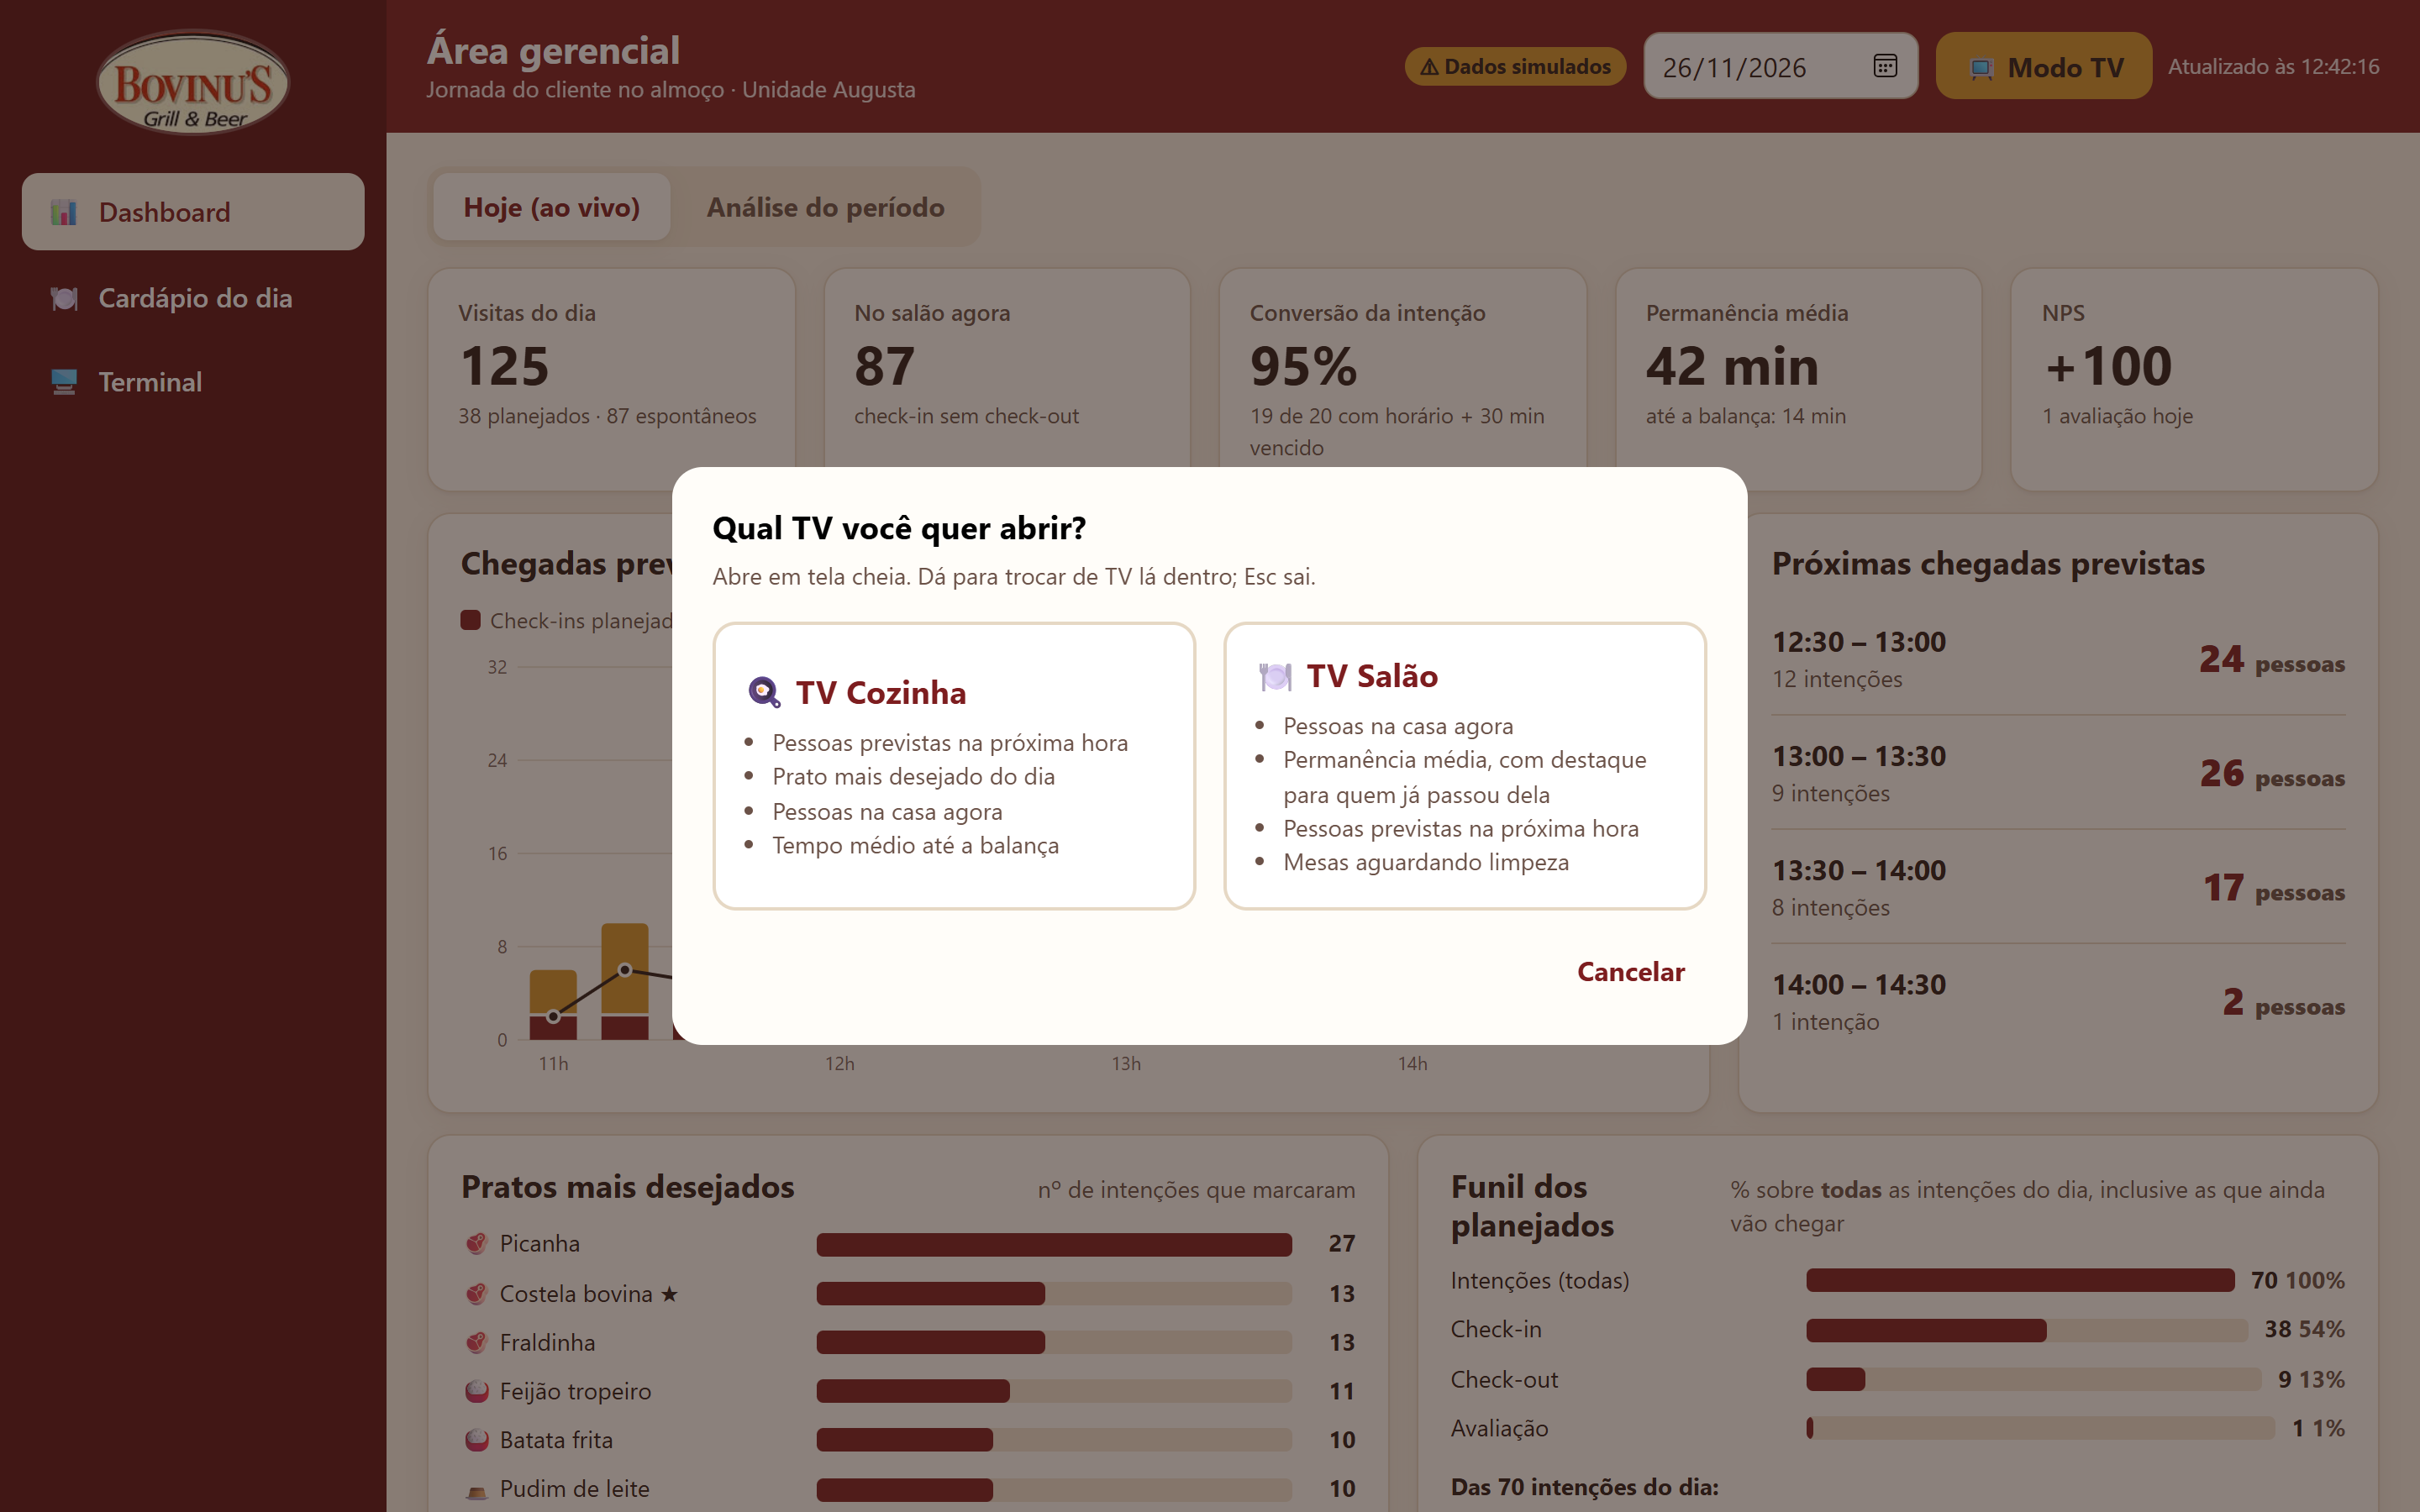 BOVINU'S
Grill & Beer
Dashboard
Cardápio do dia
Terminal
Área gerencial
Jornada do cliente no almoço · Unidade Augusta
⚠ Dados simulados
26/11/2026
Modo TV
Atualizado às 12:42:16
Hoje (ao vivo)
Análise do período
Visitas do dia
125
38 planejados · 87 espontâneos
No salão agora
87
check-in sem check-out
Conversão da intenção
95%
19 de 20 com horário + 30 min
vencido
Permanência média
42 min
até a balança: 14 min
NPS
+100
1 avaliação hoje
Chegadas prev
Check-ins planejad
32
24
16
8
0
11h
12h
13h
14h
Qual TV você quer abrir?
Abre em tela cheia. Dá para trocar de TV lá dentro; Esc sai.
TV Cozinha
• Pessoas previstas na próxima hora
• Prato mais desejado do dia
• Pessoas na casa agora
• Tempo médio até a balança
TV Salão
• Pessoas na casa agora
• Permanência média, com destaque
para quem já passou dela
• Pessoas previstas na próxima hora
• Mesas aguardando limpeza
Cancelar
Próximas chegadas previstas
12:30 – 13:00
12 intenções
24 pessoas
13:00 – 13:30
9 intenções
26 pessoas
13:30 – 14:00
8 intenções
17 pessoas
14:00 – 14:30
1 intenção
2 pessoas
Pratos mais desejados
nº de intenções que marcaram
Picanha 27
Costela bovina ★ 13
Fraldinha 13
Feijão tropeiro 11
Batata frita 10
Pudim de leite 10
Funil dos
planejados
% sobre todas as intenções do dia, inclusive as que ainda
vão chegar
Intenções (todas) 70 100%
Check-in 38 54%
Check-out 9 13%
Avaliação 1 1%
Das 70 intenções do dia: